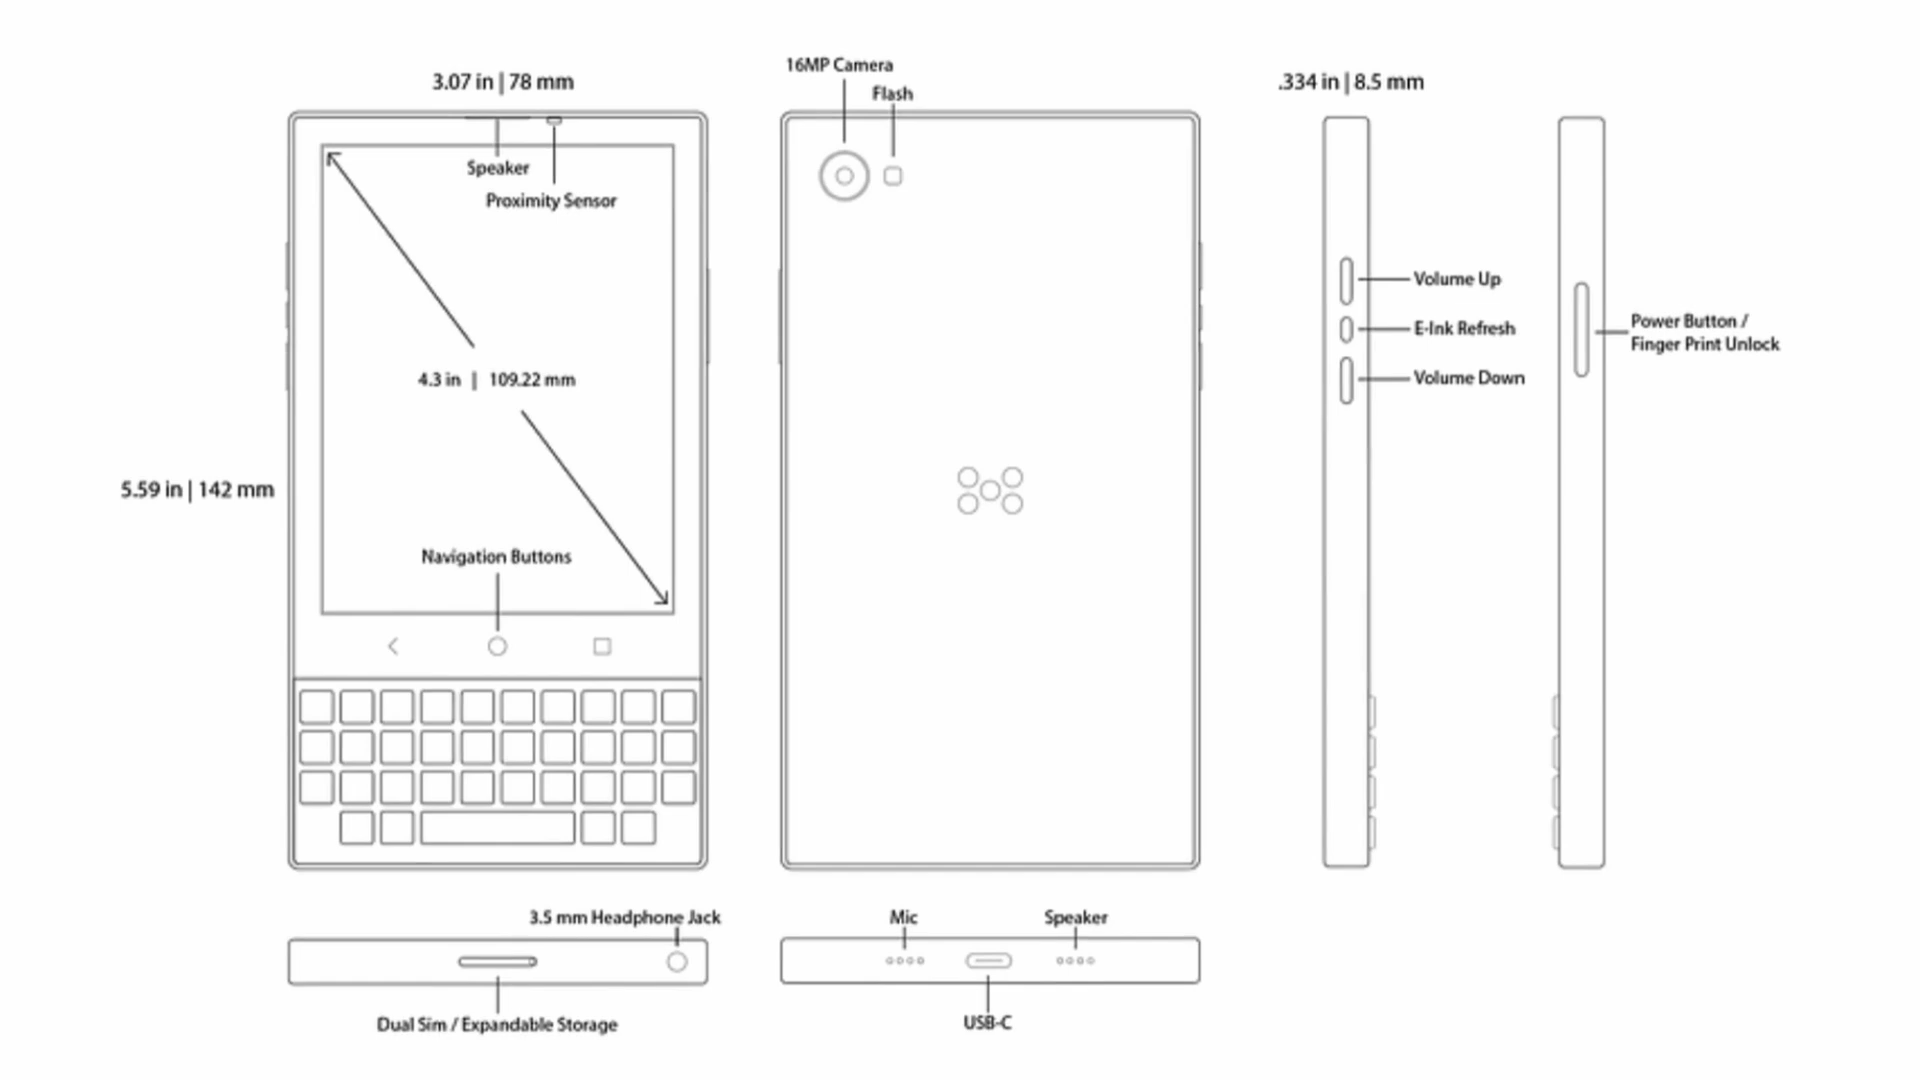 3.07 in | 78 mm
16MP Camera
Flash
.334 in | 8.5 mm
Speaker
Proximity Sensor
4.3 in | 109.22 mm
5.59 in | 142 mm
Navigation Buttons
Volume Up
E-Ink Refresh
Volume Down
Power Button /
Finger Print Unlock
3.5 mm Headphone Jack
Dual Sim / Expandable Storage
Mic
Speaker
USB-C